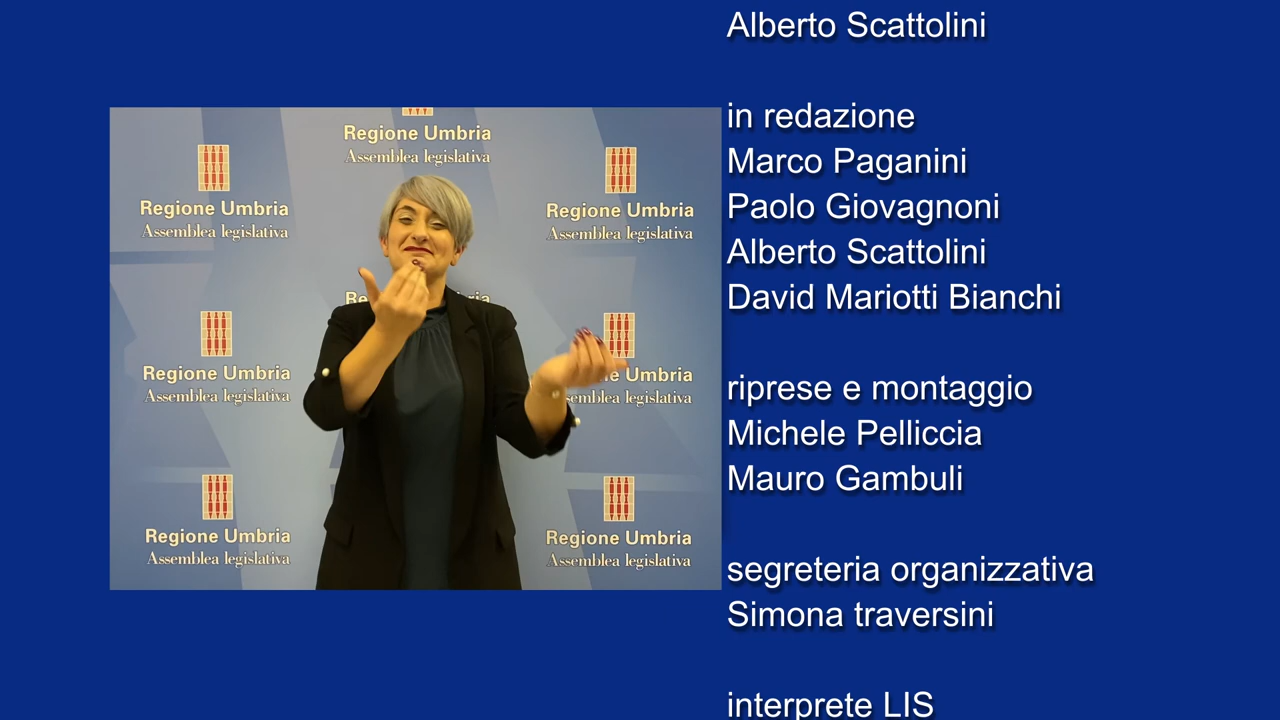 Alberto Scattolini
in redazione
Marco Paganini
Paolo Giovagnoni
Alberto Scattolini
David Mariotti Bianchi
riprese e montaggio
Michele Pelliccia
Mauro Gambuli
segreteria organizzativa
Simona traversini
interprete LIS
Regione Umbria
Assemblea legislativa
Regione Umbria
Assemblea legislativa
Regione Umbria
Assemblea legislativa
Regione Umbria
Assemblea legislativa
Umbria
legislativa
Regione Umbria
Assemblea legislativa
Regione Umbria
Assemblea legislativa